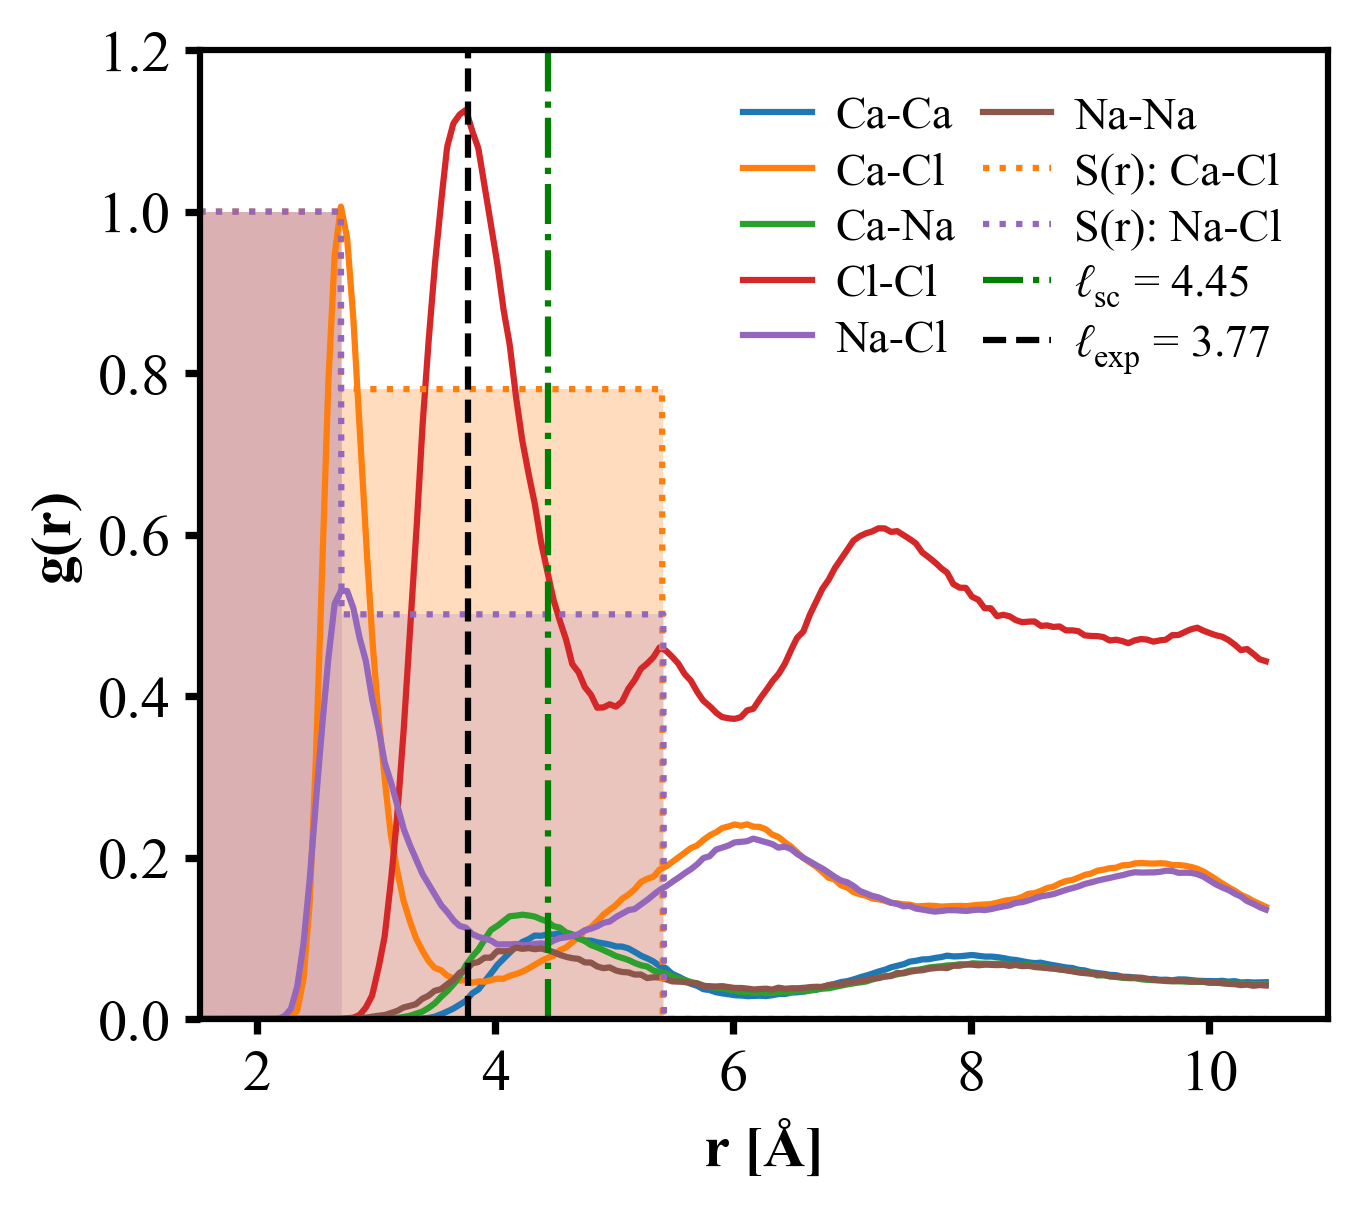 1.2
1.0
0.8
0.6
0.4
0.2
0.0
g(r)
2 4 6 8 10
r [Å]
Ca-Ca
Ca-Cl
Ca-Na
Cl-Cl
Na-Cl
Na-Na
S(r): Ca-Cl
S(r): Na-Cl
ℓsc = 4.45
ℓexp = 3.77